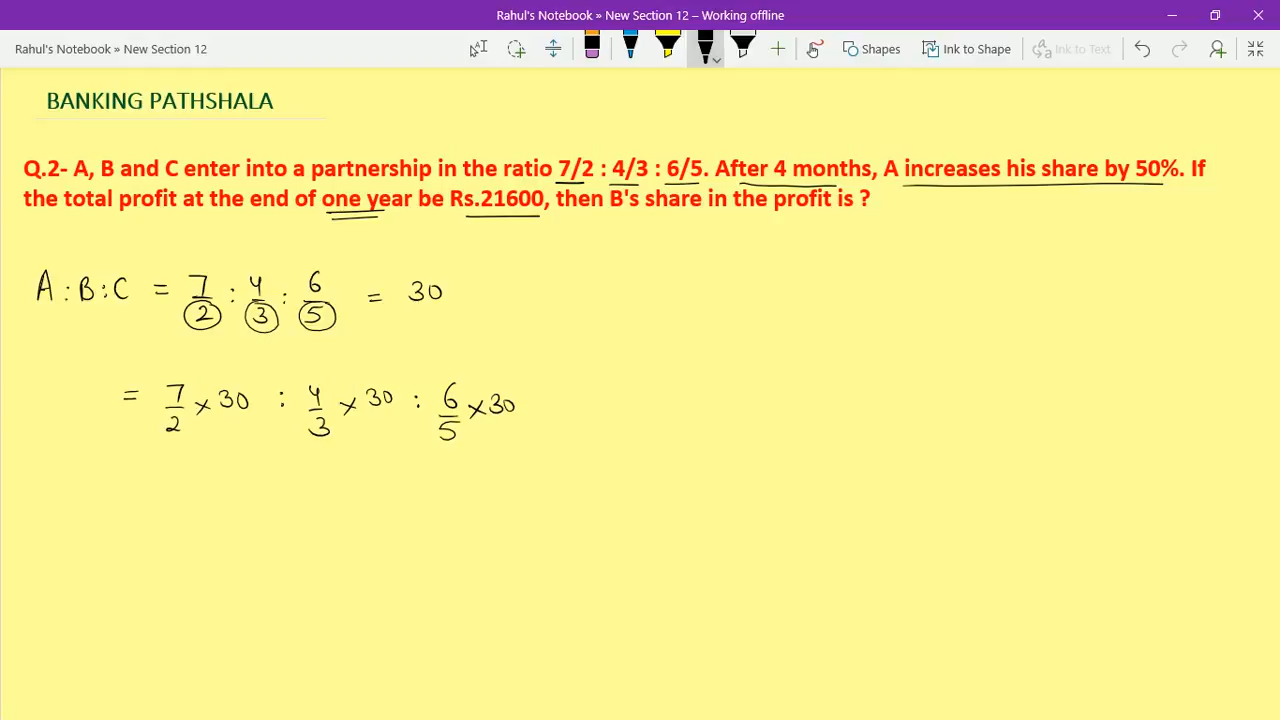 Rahul's Notebook » New Section 12 – Working offline
Rahul's Notebook » New Section 12
Shapes
Ink to Shape
Ink to Text
BANKING PATHSHALA
Q.2- A, B and C enter into a partnership in the ratio 7/2 : 4/3 : 6/5. After 4 months, A increases his share by 50%. If
the total profit at the end of one year be Rs.21600, then B's share in the profit is ?
A : B : C = 7/2 : 4/3 : 6/5 = 30
= 7/2 × 30 : 4/3 × 30 : 6/5 × 30